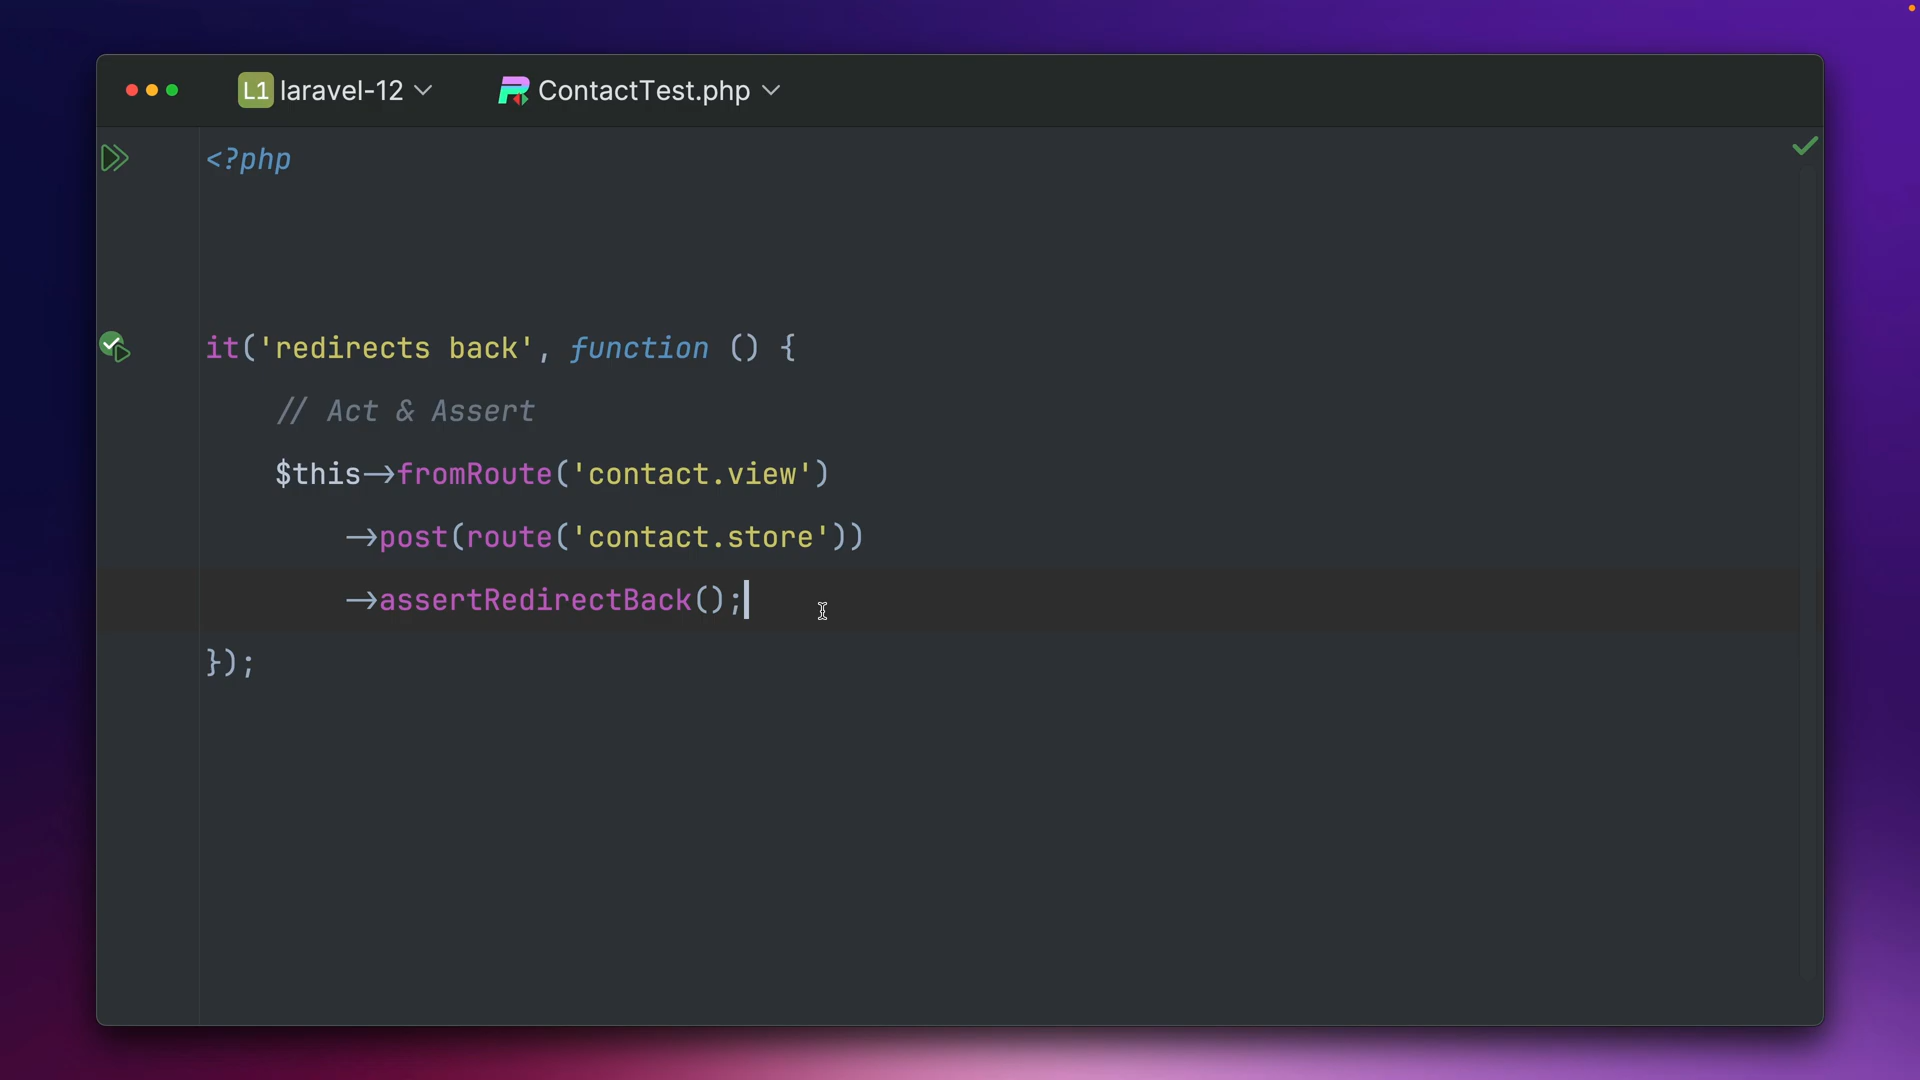 L1 laravel-12 ContactTest.php
<?php
it('redirects back', function () {
// Act & Assert
$this->fromRoute('contact.view')
->post(route('contact.store'))
->assertRedirectBack();
});